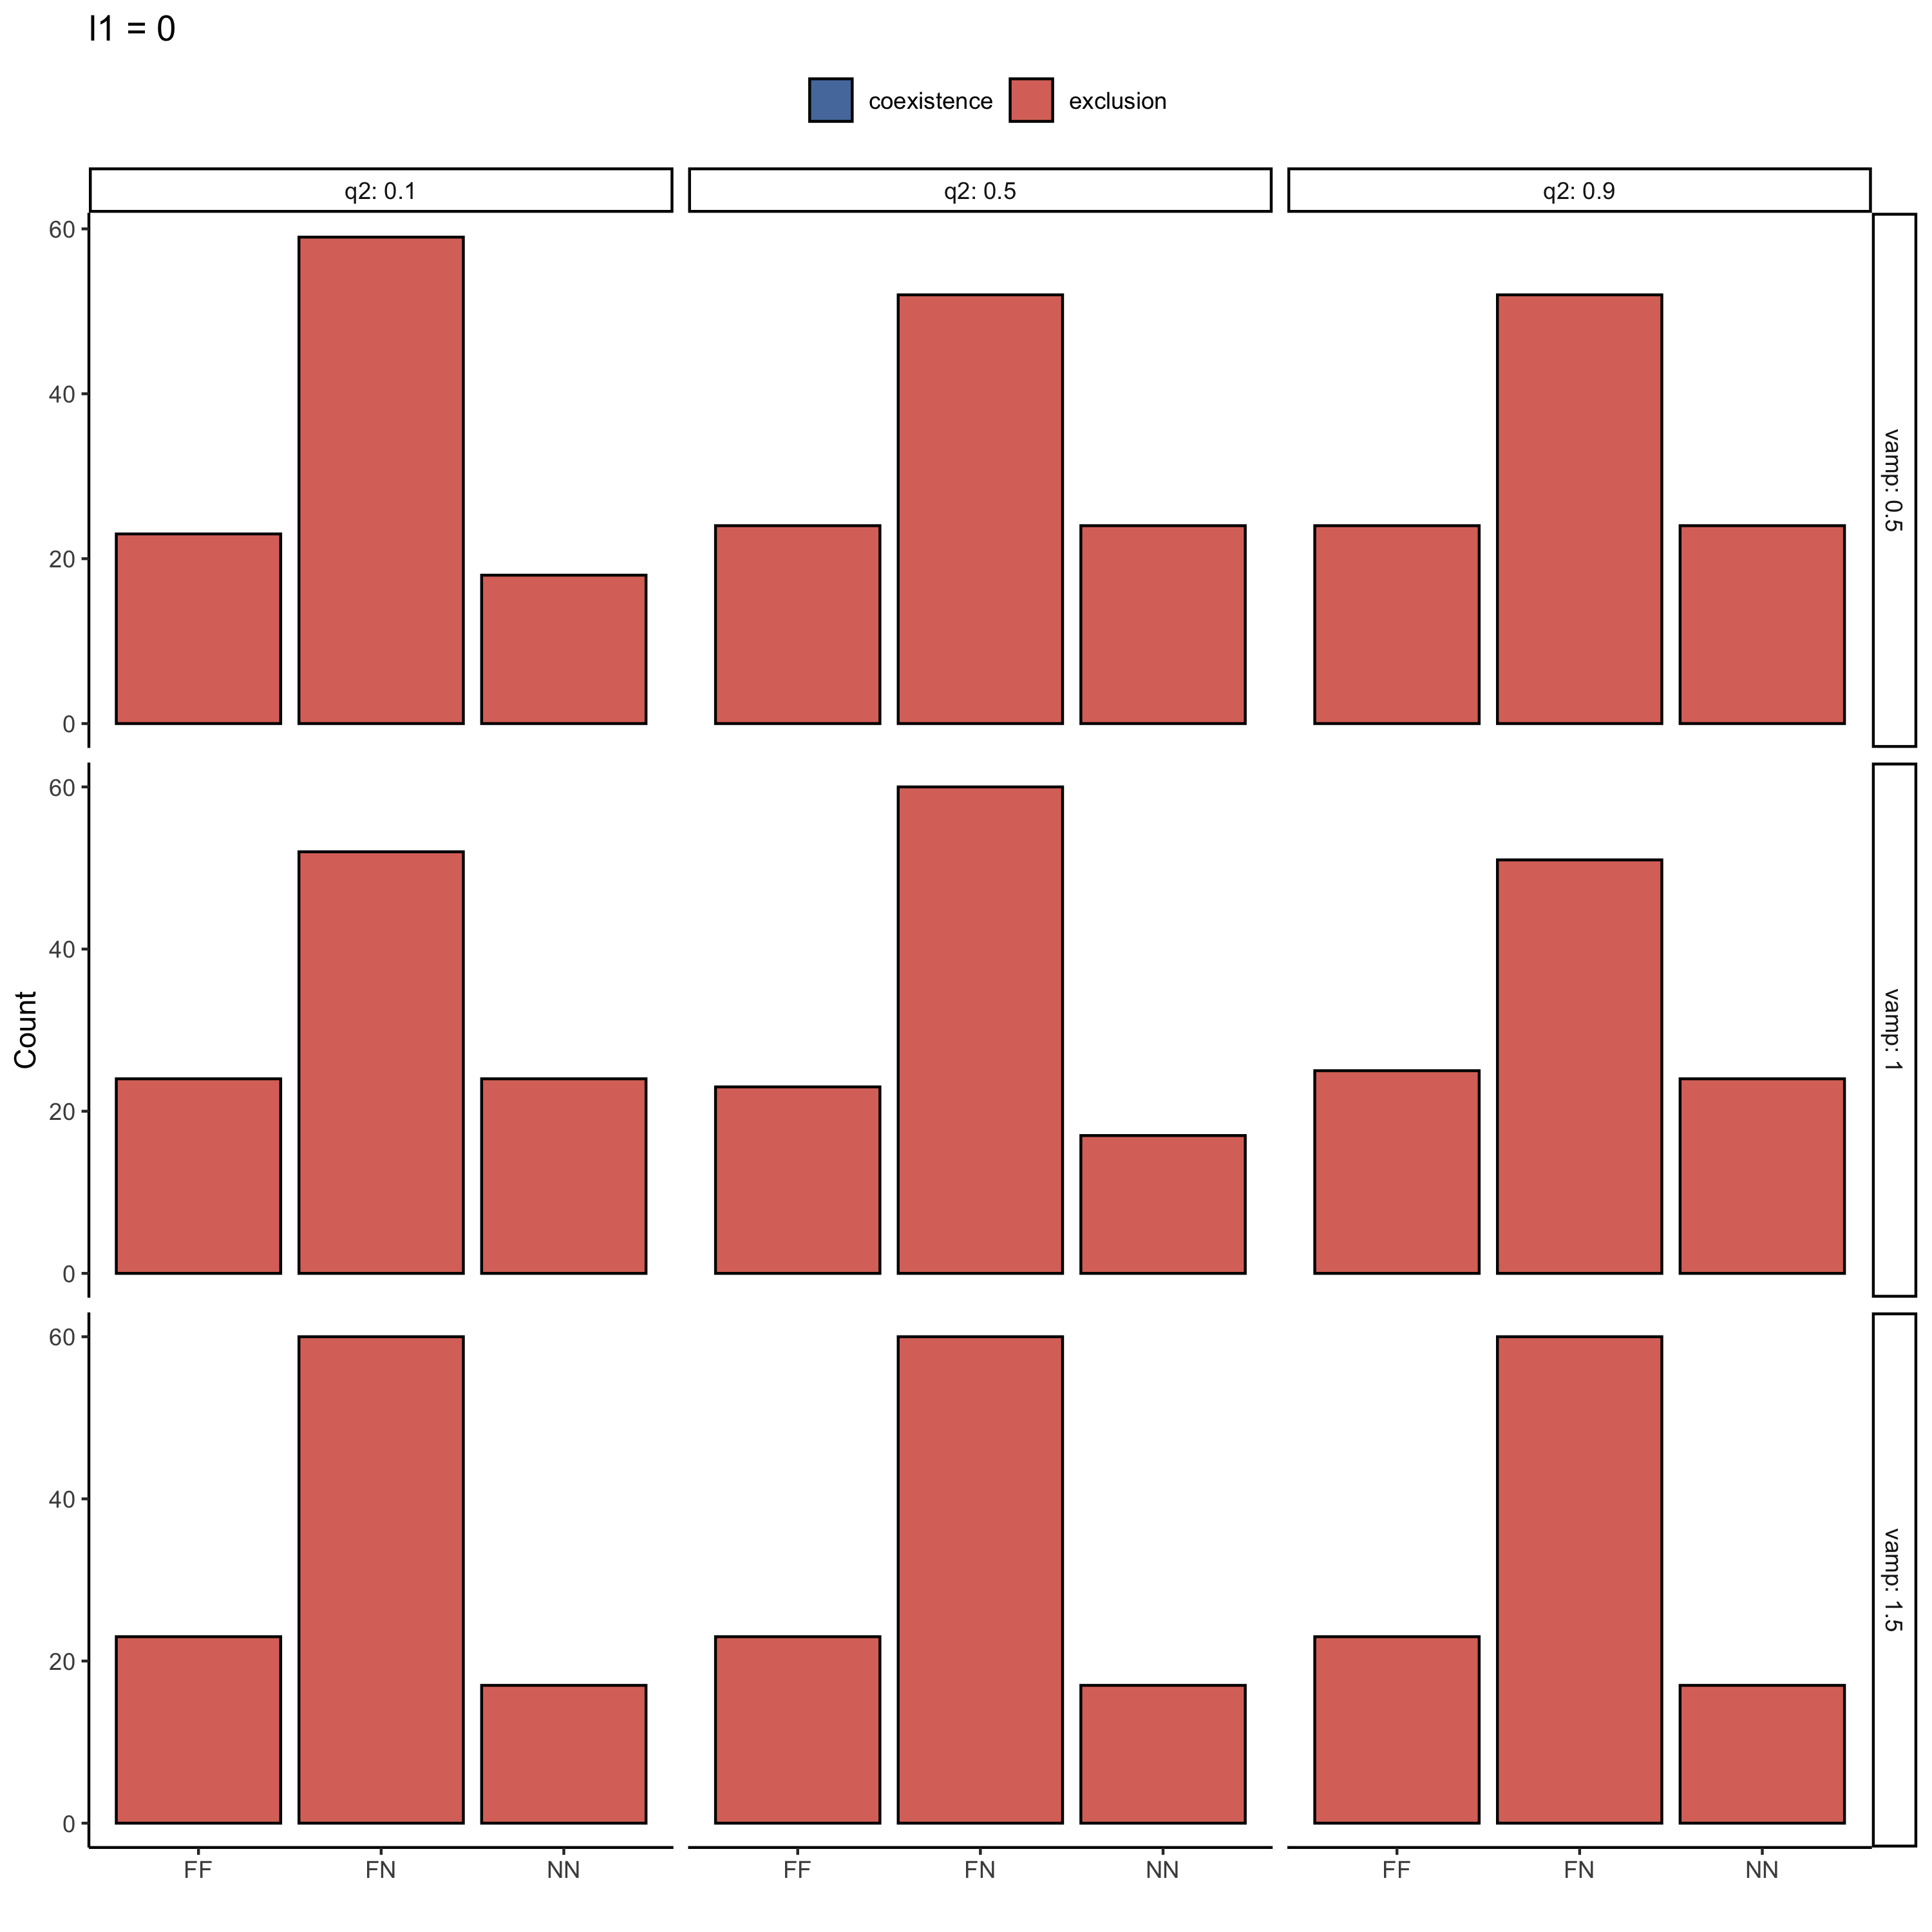 l1 = 0
coexistence exclusion
q2: 0.1 q2: 0.5 q2: 0.9
60
40
20
0
vamp: 0.5
60
40
20
0
vamp: 1
Count
60
40
20
0
vamp: 1.5
FF FN NN FF FN NN FF FN NN